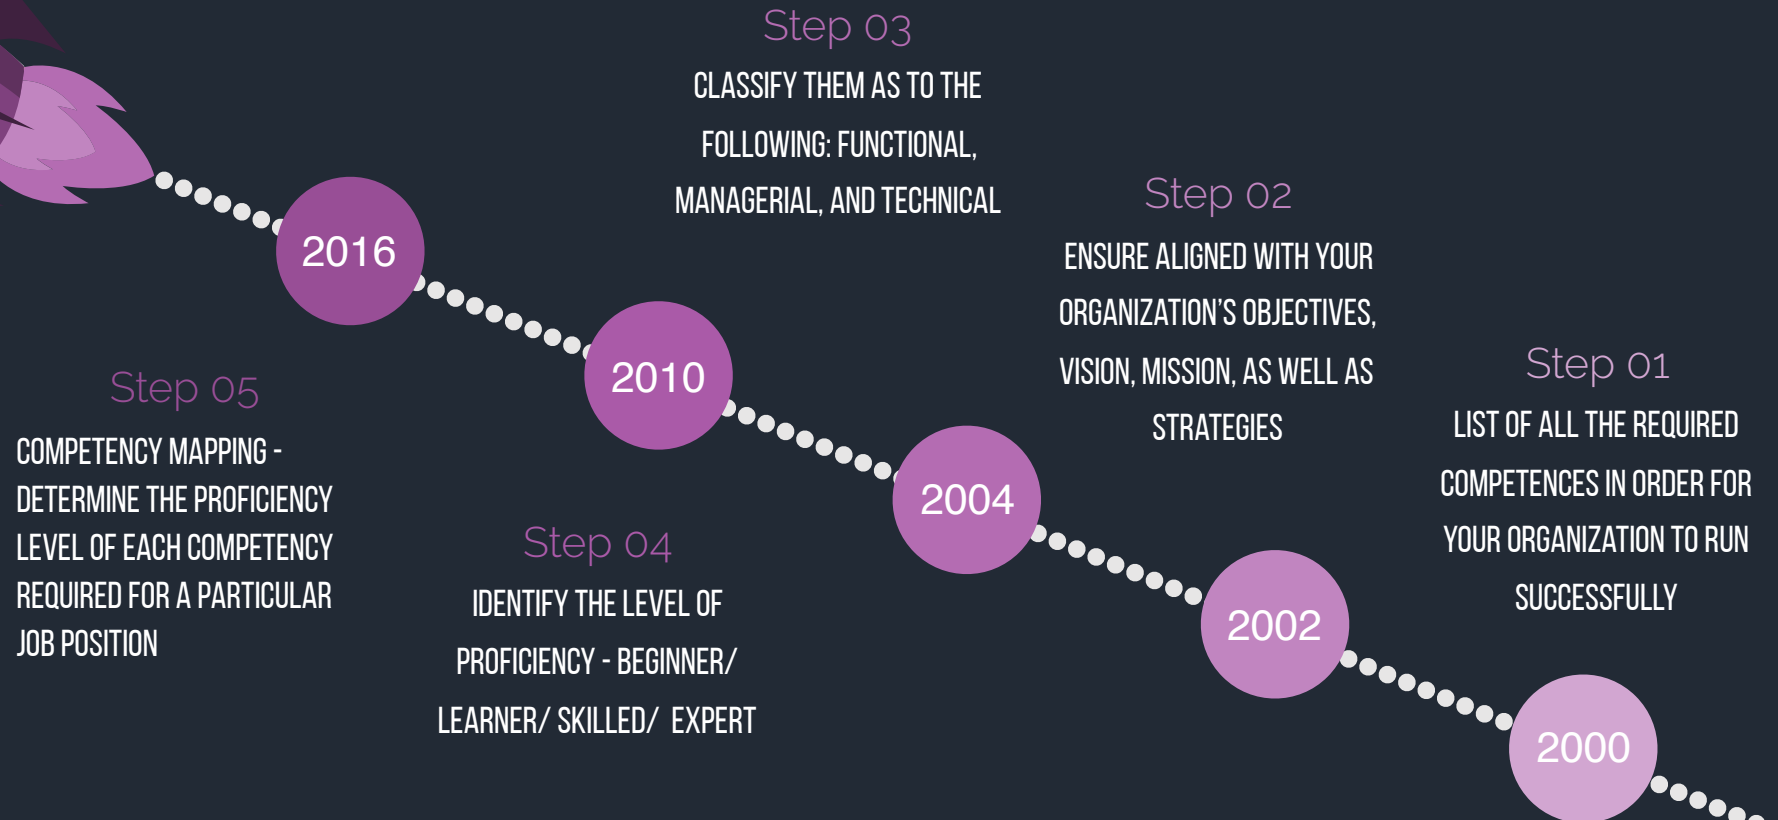 Step 03
CLASSIFY THEM AS TO THE
FOLLOWING: FUNCTIONAL,
MANAGERIAL, AND TECHNICAL
Step 02
ENSURE ALIGNED WITH YOUR
ORGANIZATION’S OBJECTIVES,
VISION, MISSION, AS WELL AS
STRATEGIES
Step 01
LIST OF ALL THE REQUIRED
COMPETENCES IN ORDER FOR
YOUR ORGANIZATION TO RUN
SUCCESSFULLY
2016
2010
2004
2002
2000
Step 05
COMPETENCY MAPPING -
DETERMINE THE PROFICIENCY
LEVEL OF EACH COMPETENCY
REQUIRED FOR A PARTICULAR
JOB POSITION
Step 04
IDENTIFY THE LEVEL OF
PROFICIENCY - BEGINNER/
LEARNER/ SKILLED/ EXPERT